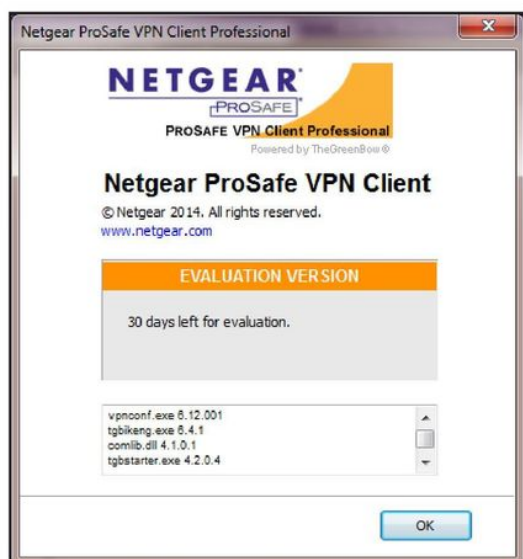 Netgear ProSafe VPN Client Professional
NETGEAR®
PROSAFE
PROSAFE VPN Client Professional
Powered by TheGreenBow ®
Netgear ProSafe VPN Client
© Netgear 2014. All rights reserved.
www.netgear.com
EVALUATION VERSION
30 days left for evaluation.
vpnconf.exe 6.12.001
tgbikeng.exe 6.4.1
comlib.dll 4.1.0.1
tgbstarter.exe 4.2.0.4
OK